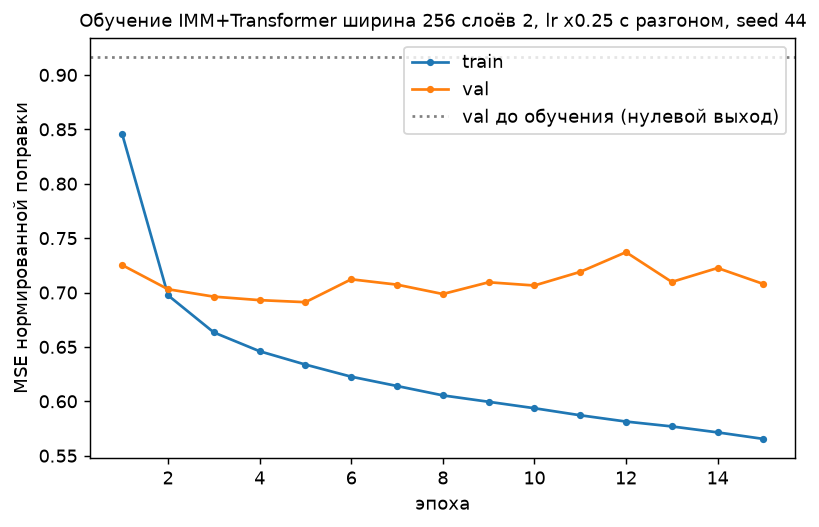 Обучение IMM+Transformer ширина 256 слоёв 2, lr x0.25 с разгоном, seed 44
MSE нормированной поправки
0.90
0.85
0.80
0.75
0.70
0.65
0.60
0.55
train
val
val до обучения (нулевой выход)
2
4
6
8
10
12
14
эпоха